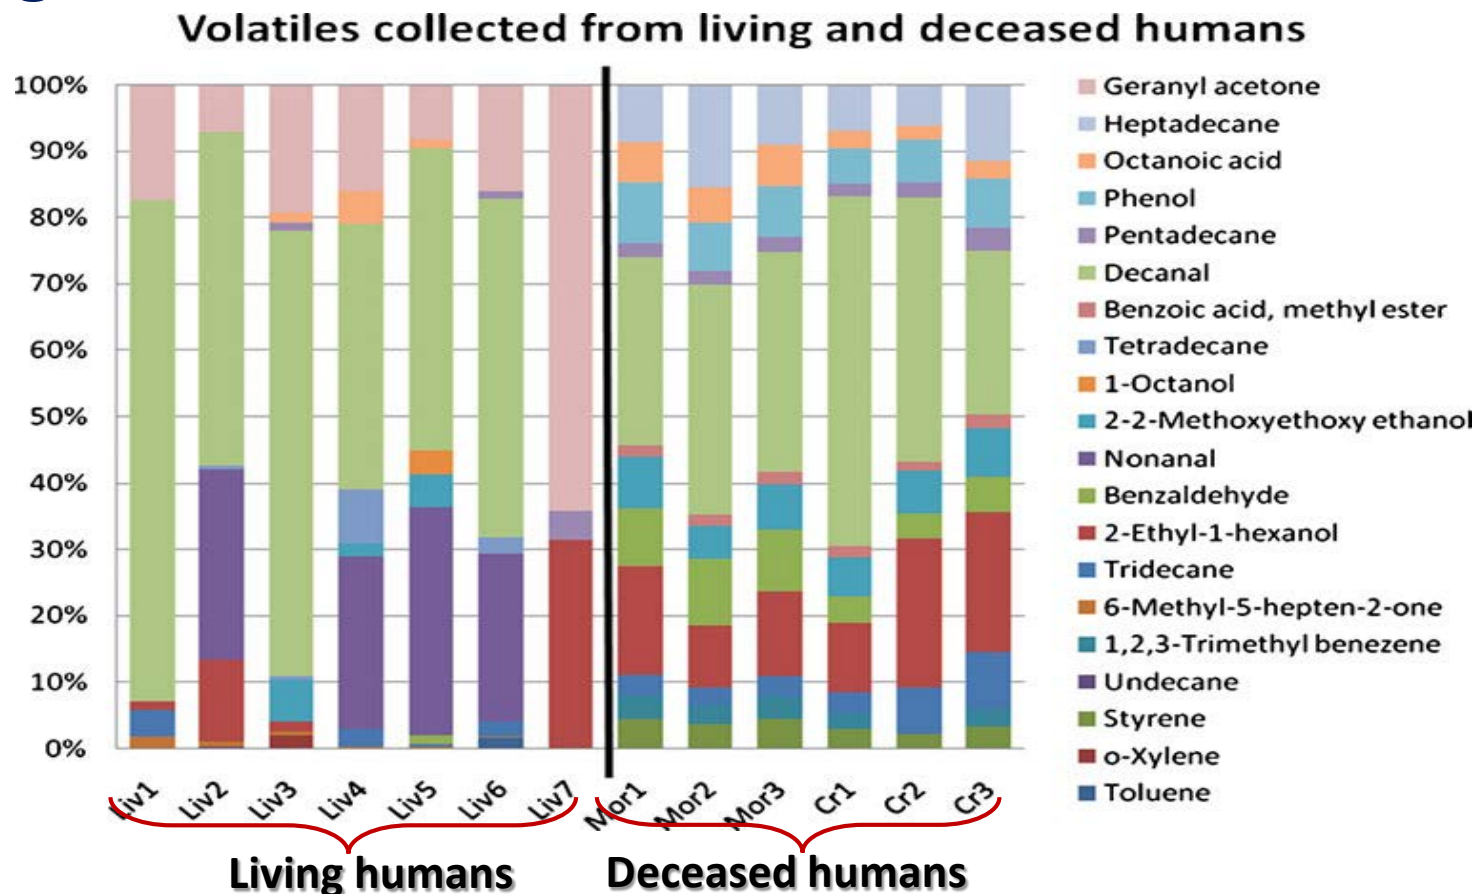 Volatiles collected from living and deceased humans
100%
90%
80%
70%
60%
50%
40%
30%
20%
10%
0%
Geranyl acetone
Heptadecane
Octanoic acid
Phenol
Pentadecane
Decanal
Benzoic acid, methyl ester
Tetradecane
1-Octanol
2-2-Methoxyethoxy ethanol
Nonanal
Benzaldehyde
2-Ethyl-1-hexanol
Tridecane
6-Methyl-5-hepten-2-one
1,2,3-Trimethyl benezene
Undecane
Styrene
o-Xylene
Toluene
Liv1 Liv2 Liv3 Liv4 Liv5 Liv6 Liv7 Mor1 Mor2 Mor3 Cr1 Cr2 Cr3
Living humans Deceased humans